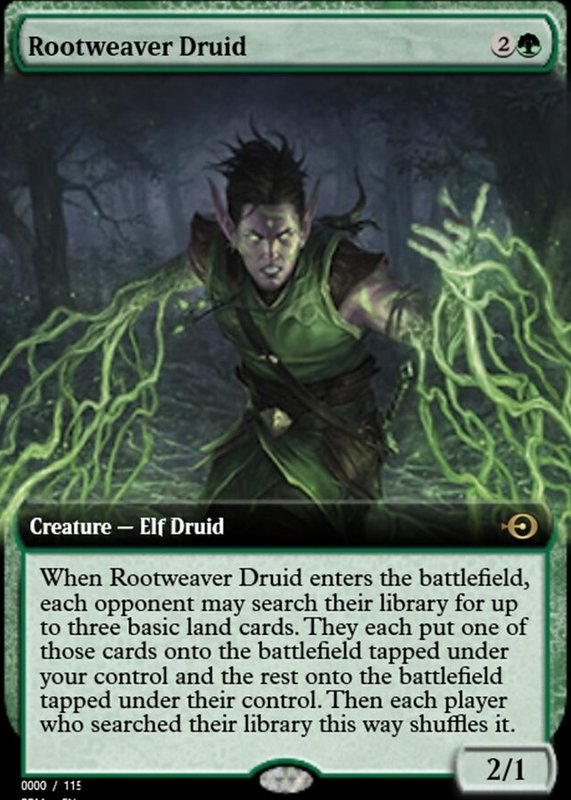 Rootweaver Druid 2
Creature — Elf Druid
When Rootweaver Druid enters the battlefield,
each opponent may search their library for up
to three basic land cards. They each put one of
those cards onto the battlefield tapped under
your control and the rest onto the battlefield
tapped under their control. Then each player
who searched their library this way shuffles it.
2/1
0000 / 115